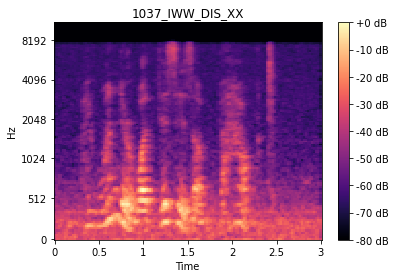 1037_IWW_DIS_XX
+0 dB
8192
-10 dB
4096
-20 dB
-30 dB
2048
-40 dB
Hz
1024
-50 dB
-60 dB
512
-70 dB
0
-80 dB
0 0.5 1 1.5 2 2.5 3
Time